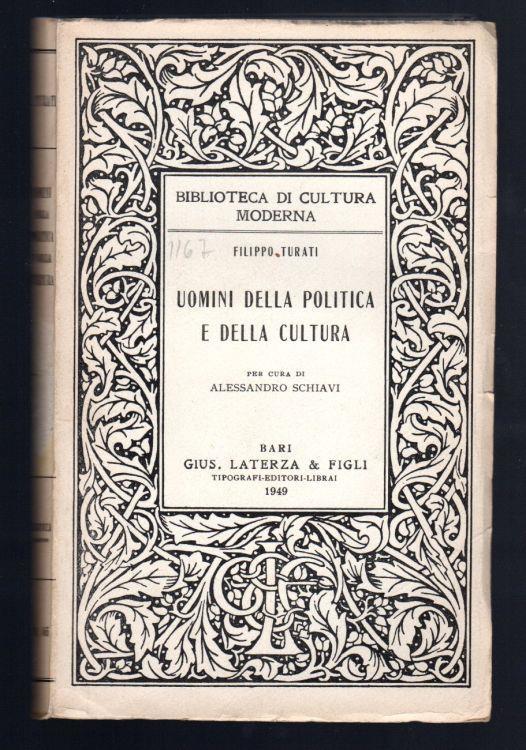 BIBLIOTECA DI CULTURA
MODERNA
1167
FILIPPO TURATI
UOMINI DELLA POLITICA
E DELLA CULTURA
PER CURA DI
ALESSANDRO SCHIAVI
BARI
GIUS. LATERZA & FIGLI
TIPOGRAFI-EDITORI-LIBRAI
1949